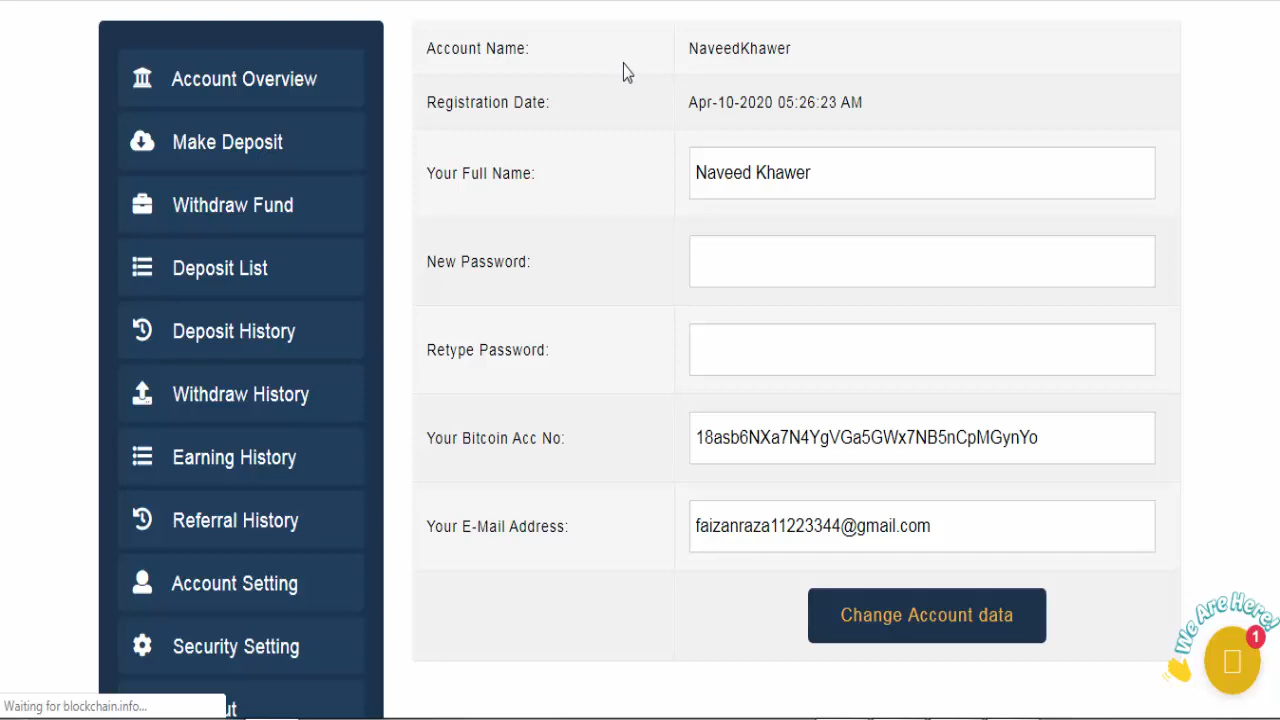 Account Overview
Make Deposit
Withdraw Fund
Deposit List
Deposit History
Withdraw History
Earning History
Referral History
Account Setting
Security Setting
ut
Account Name: NaveedKhawer
Registration Date: Apr-10-2020 05:26:23 AM
Your Full Name: Naveed Khawer
New Password:
Retype Password:
Your Bitcoin Acc No: 18asb6NXa7N4YgVGa5GWx7NB5nCpMGynYo
Your E-Mail Address: faizanraza11223344@gmail.com
Change Account data
We Are Here!
1
Waiting for blockchain.info...